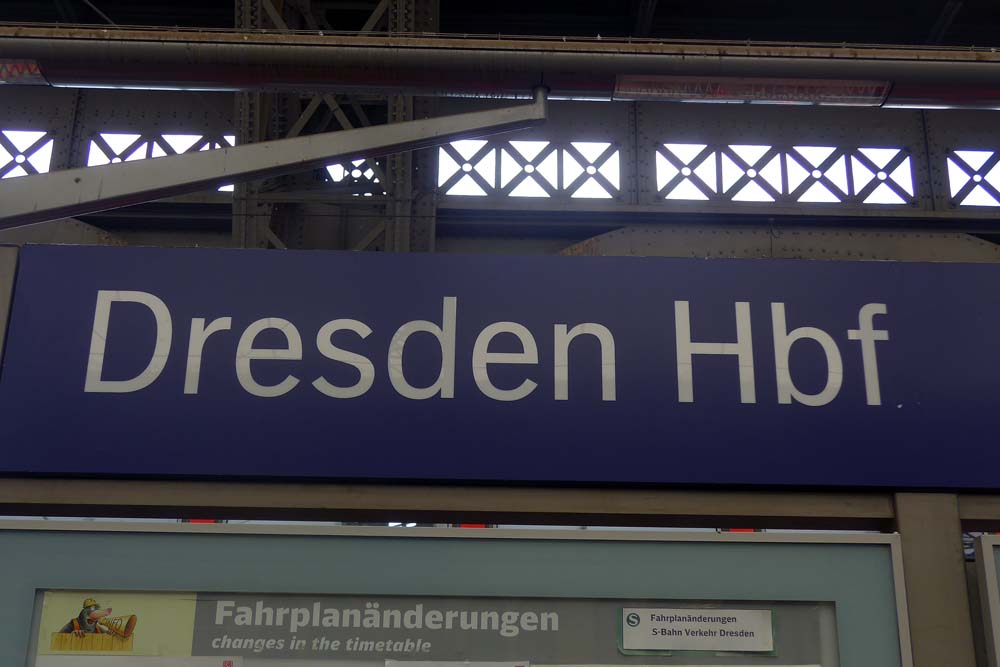 Dresden Hbf
Fahrplanänderungen
changes in the timetable
S
Fahrplanänderungen
S-Bahn Verkehr Dresden